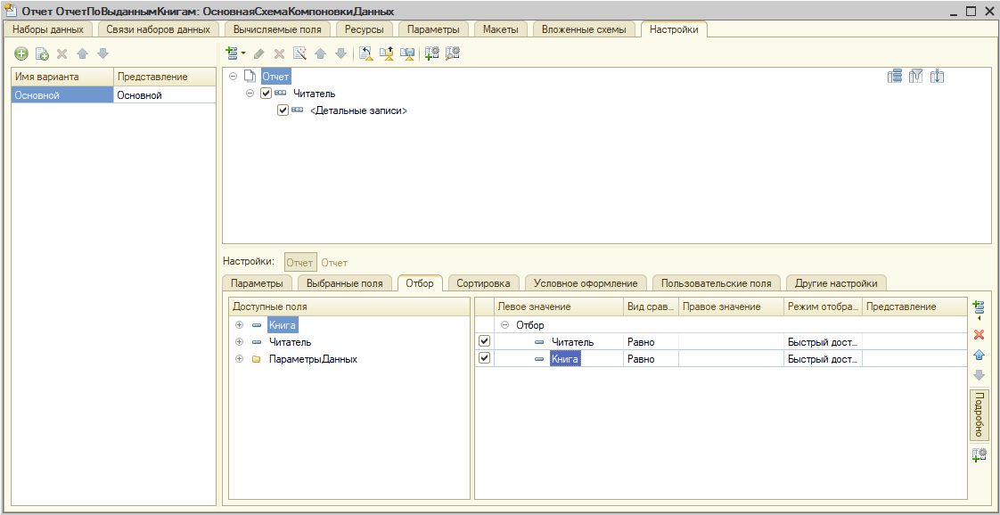 Отчет ОтчетПоВыданнымКнигам: ОсновнаяСхемаКомпоновкиДанных
Наборы данных Связи наборов данных Вычисляемые поля Ресурсы Параметры Макеты Вложенные схемы Настройки
Имя варианта Представление
Основной Основной
Отчет
Читатель
<Детальные записи>
Настройки: Отчет Отчет
Параметры Выбранные поля Отбор Сортировка Условное оформление Пользовательские поля Другие настройки
Доступные поля
Книга
Читатель
ПараметрыДанных
Левое значение Вид срав... Правое значение Режим отобра... Представление
Отбор
Читатель Равно Быстрый дост...
Книга Равно Быстрый дост...
Подробно